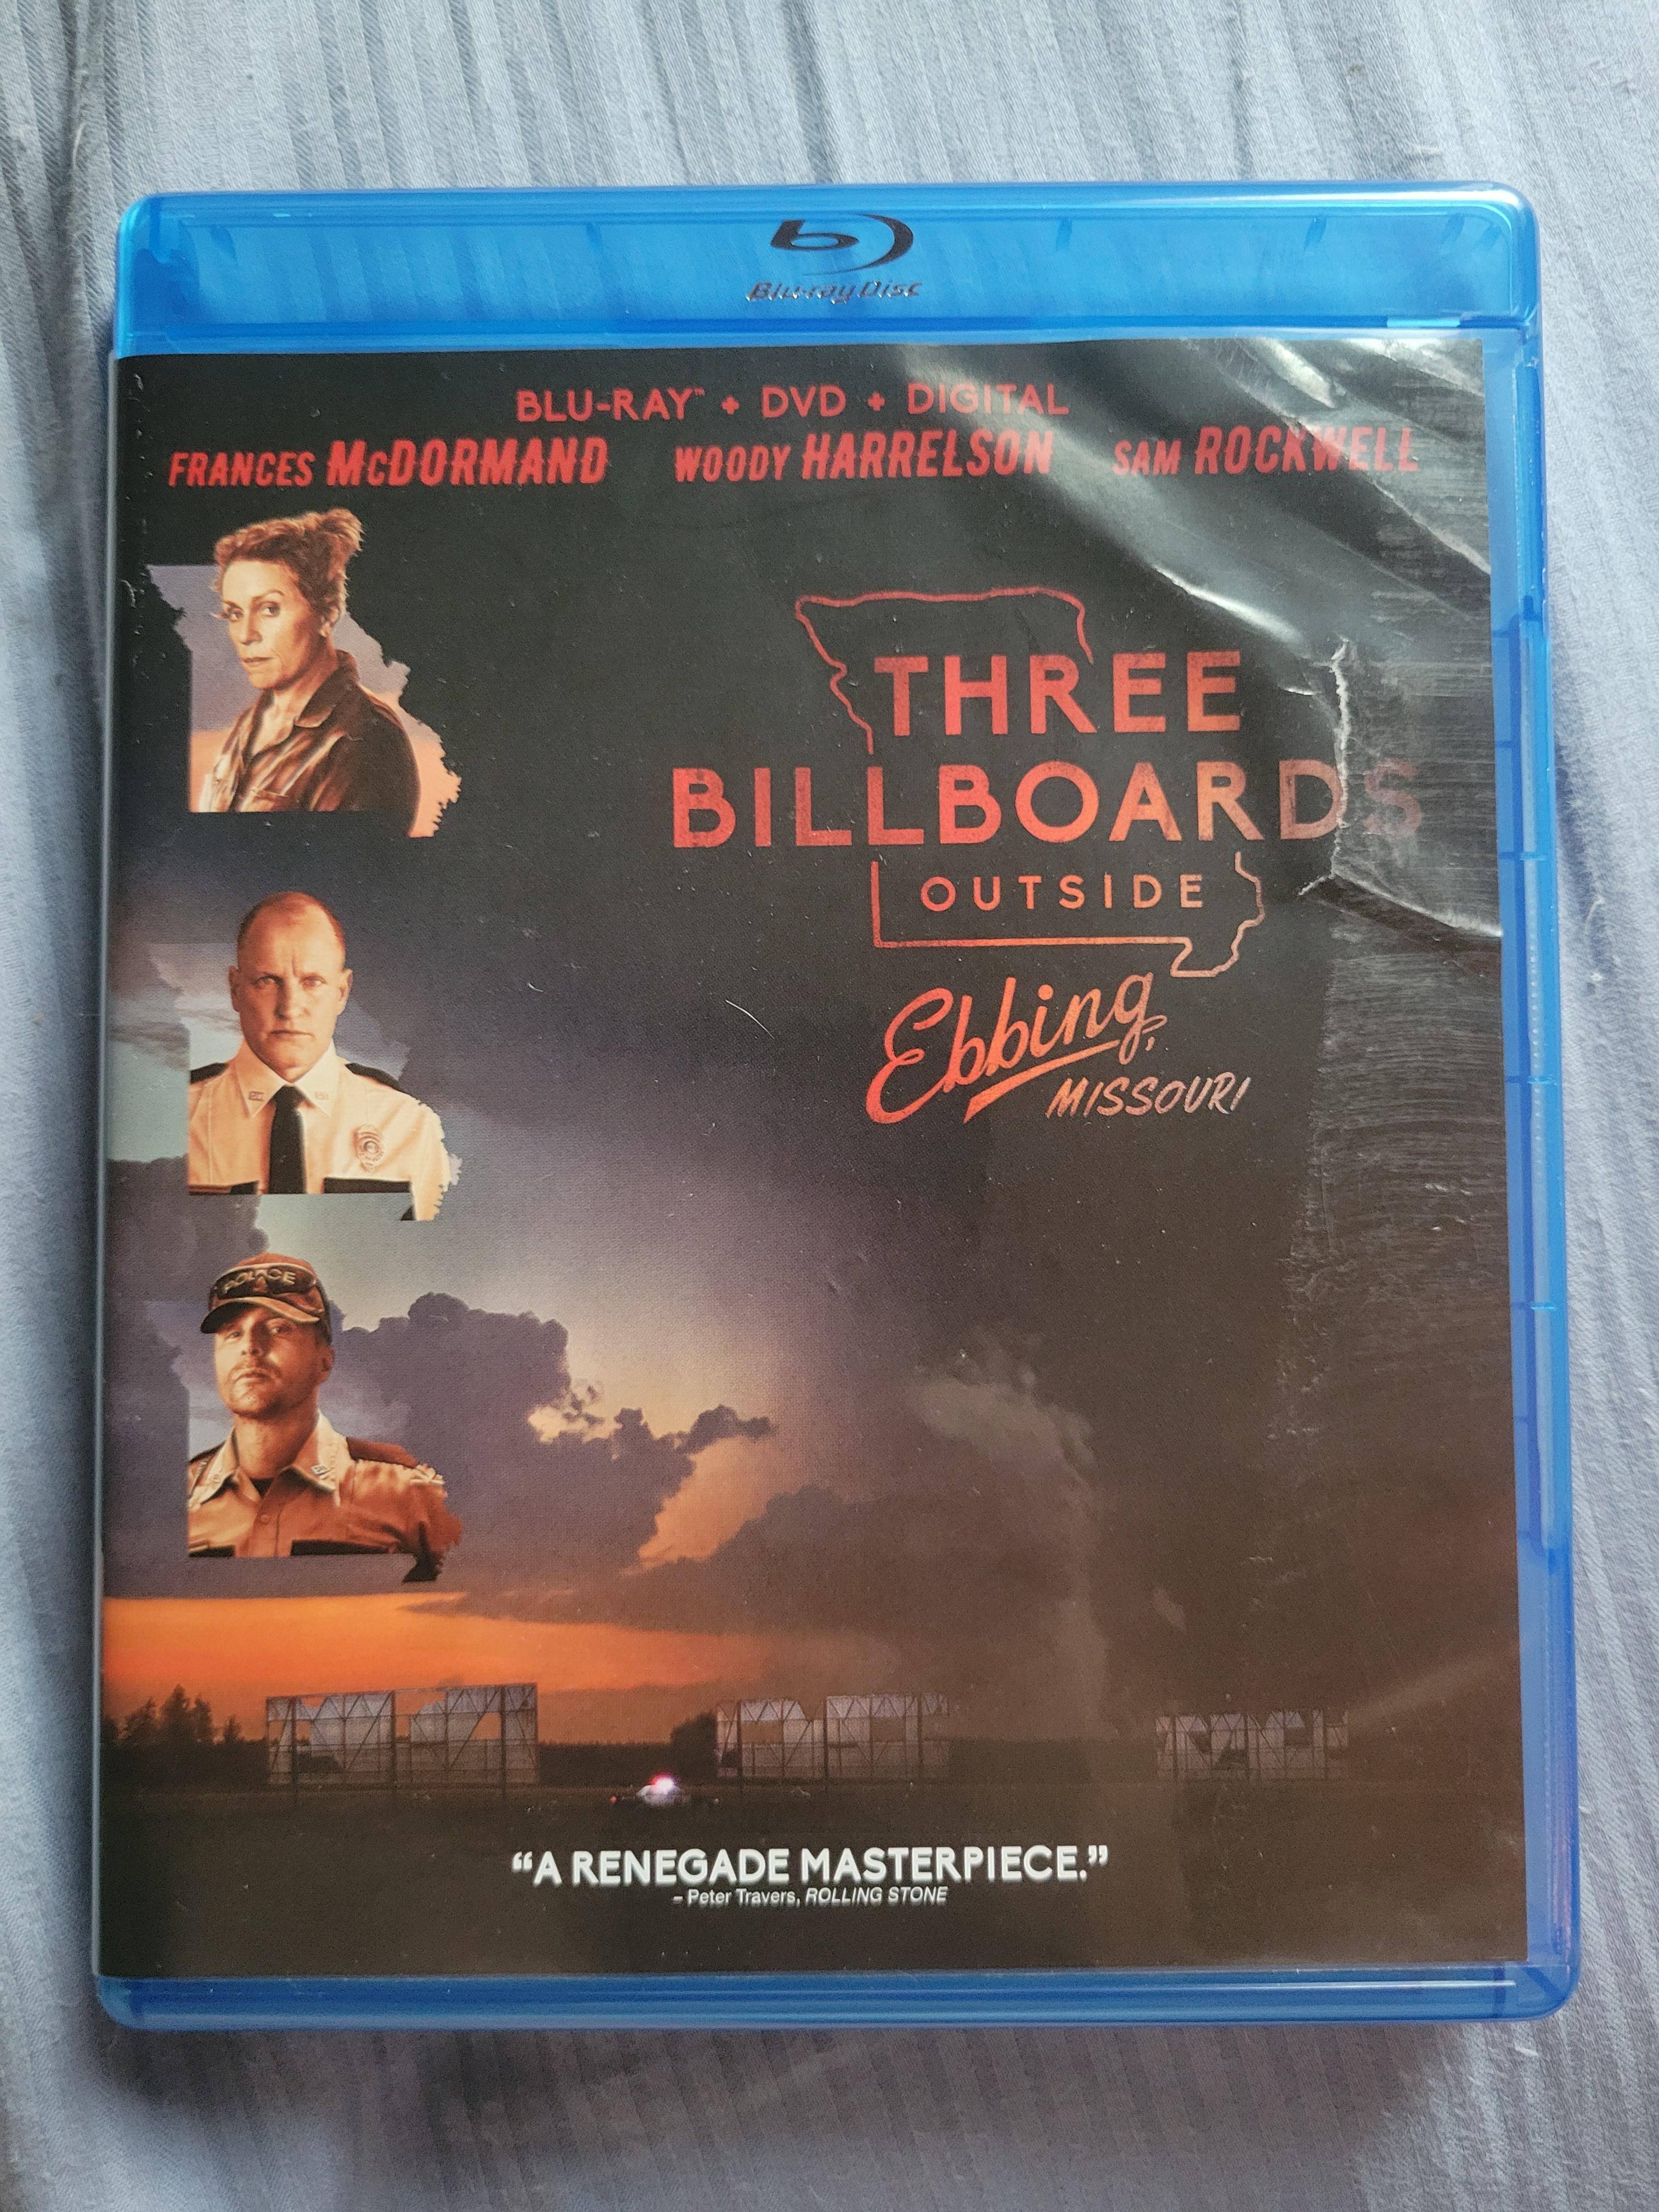 Blu-ray Disc
BLU-RAY™ + DVD + DIGITAL
FRANCES McDORMAND WOODY HARRELSON SAM ROCKWELL
THREE
BILLBOARDS
OUTSIDE
Ebbing,
MISSOURI
POLICE
“A RENEGADE MASTERPIECE.”
– Peter Travers, ROLLING STONE